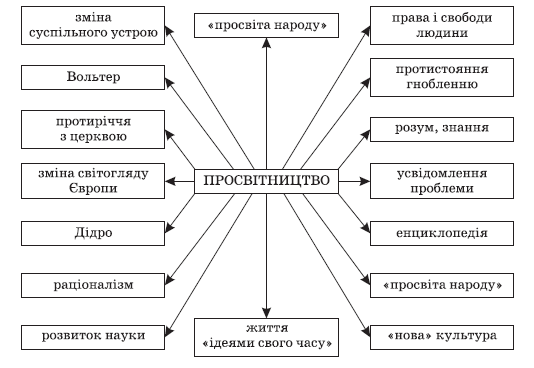 зміна
суспільного устрою
«просвіта народу»
права і свободи
людини
Вольтер
протистояння
гнобленню
протиріччя
з церквою
розум, знання
зміна світогляду
Європи
ПРОСВІТНИЦТВО
усвідомлення
проблеми
Дідро
енциклопедія
раціоналізм
«просвіта народу»
розвиток науки
життя
«ідеями свого часу»
«нова» культура